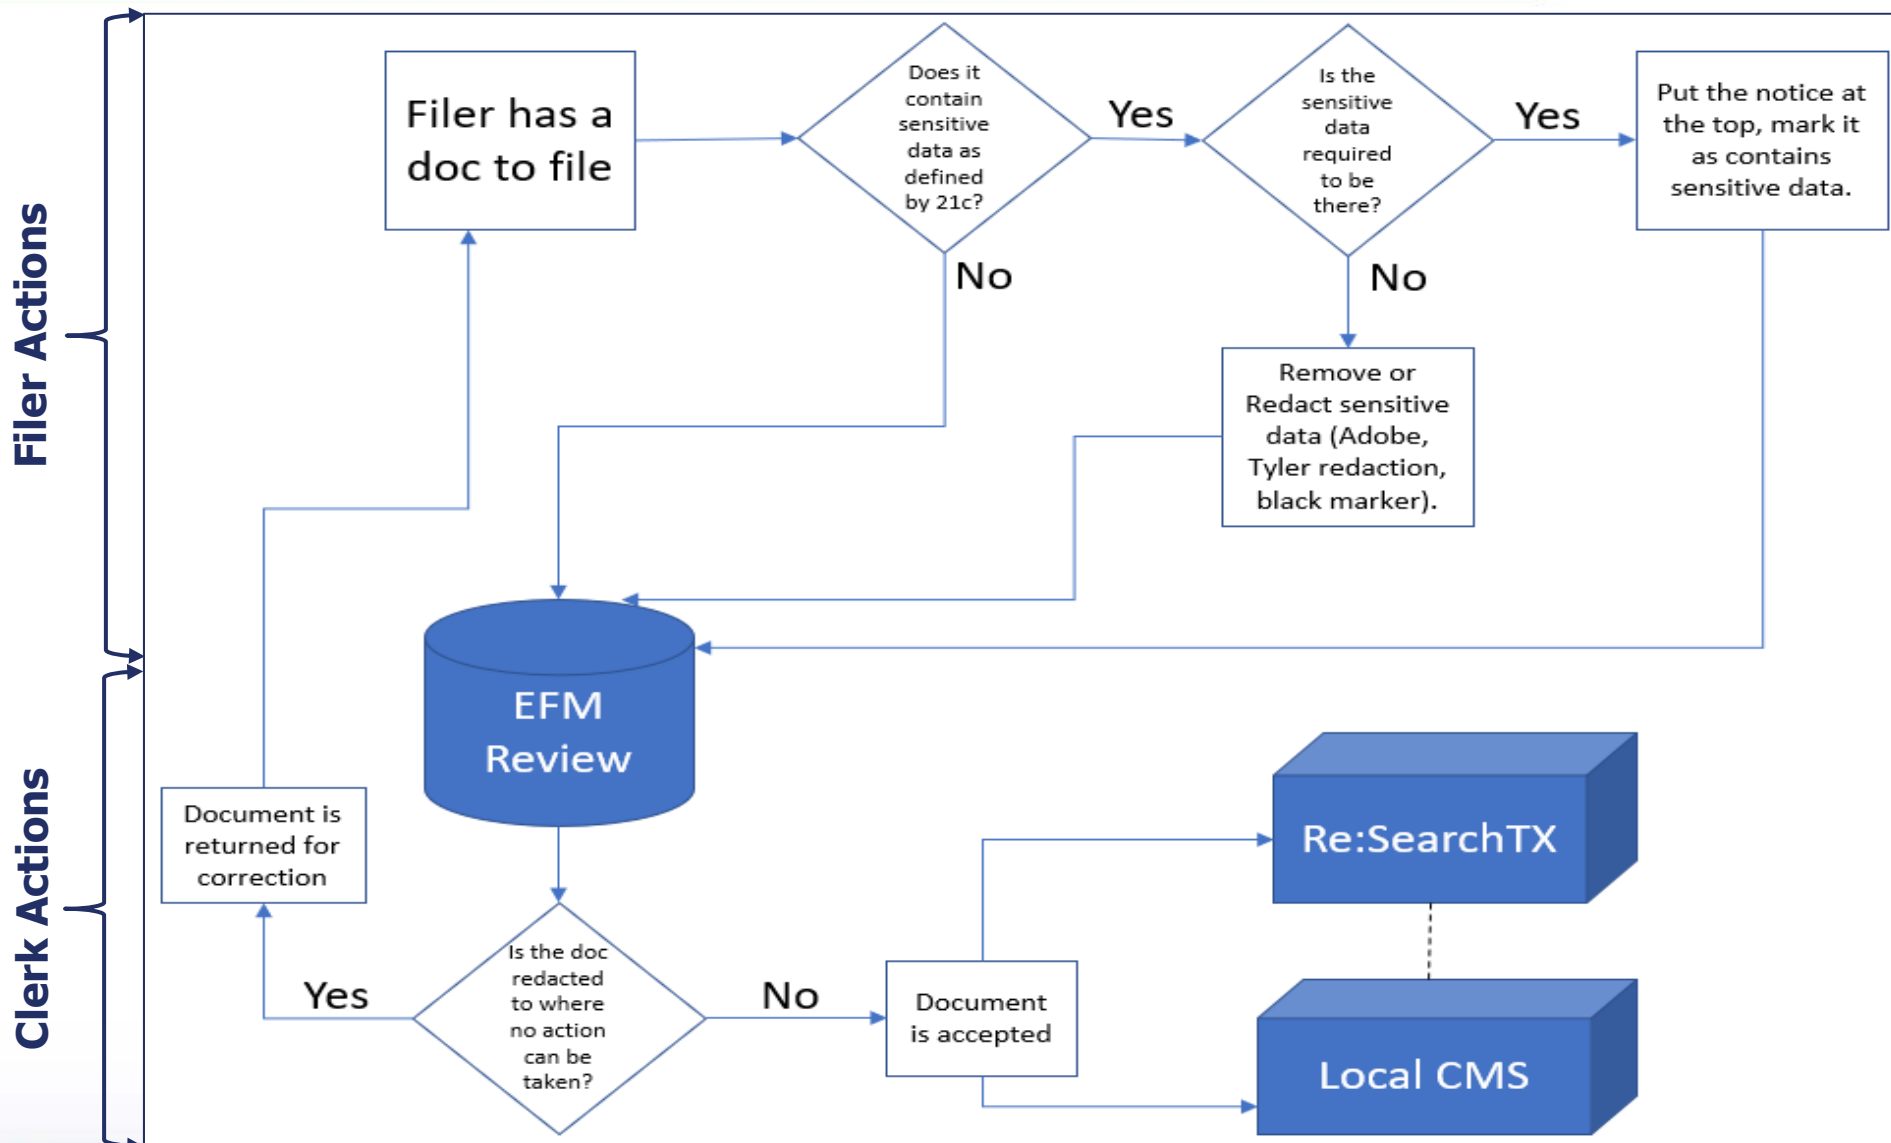 Filer Actions
Filer has a
doc to file
Does it
contain
sensitive
data as
defined
by 21c?
Yes
No
Is the
sensitive
data
required
to be
there?
Yes
No
Put the notice at
the top, mark it
as contains
sensitive data.
Remove or
Redact sensitive
data (Adobe,
Tyler redaction,
black marker).
Clerk Actions
EFM
Review
Document is
returned for
correction
Yes
Is the doc
redacted
to where
no action
can be
taken?
No
Document
is accepted
Re:SearchTX
Local CMS